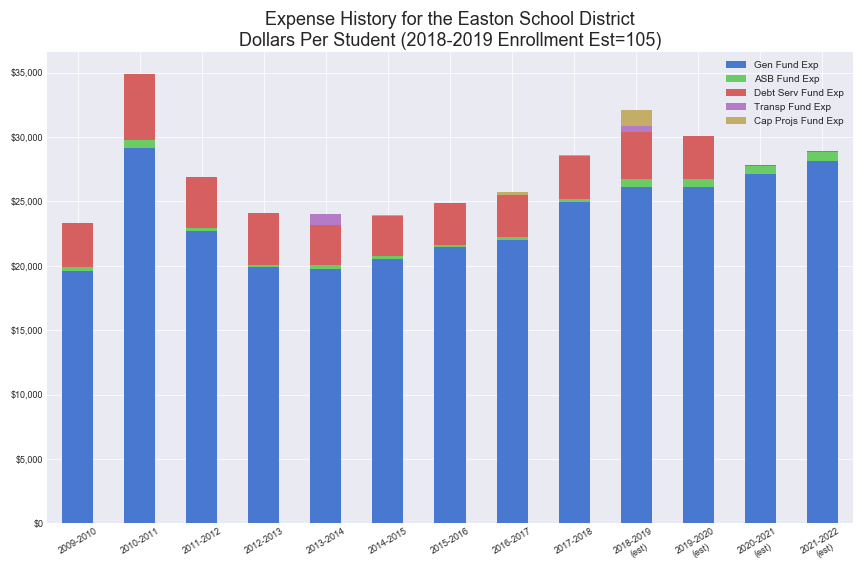 Expense History for the Easton School District
Dollars Per Student (2018-2019 Enrollment Est=105)
Gen Fund Exp
ASB Fund Exp
Debt Serv Fund Exp
Transp Fund Exp
Cap Projs Fund Exp
$35,000
$30,000
$25,000
$20,000
$15,000
$10,000
$5,000
$0
2009-2010
2010-2011
2011-2012
2012-2013
2013-2014
2014-2015
2015-2016
2016-2017
2017-2018
2018-2019
(est)
2019-2020
(est)
2020-2021
(est)
2021-2022
(est)